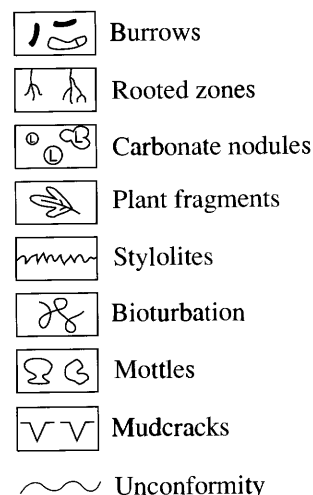 Burrows
Rooted zones
L L L Carbonate nodules
Plant fragments
Stylolites
Bioturbation
Mottles
Mudcracks
Unconformity